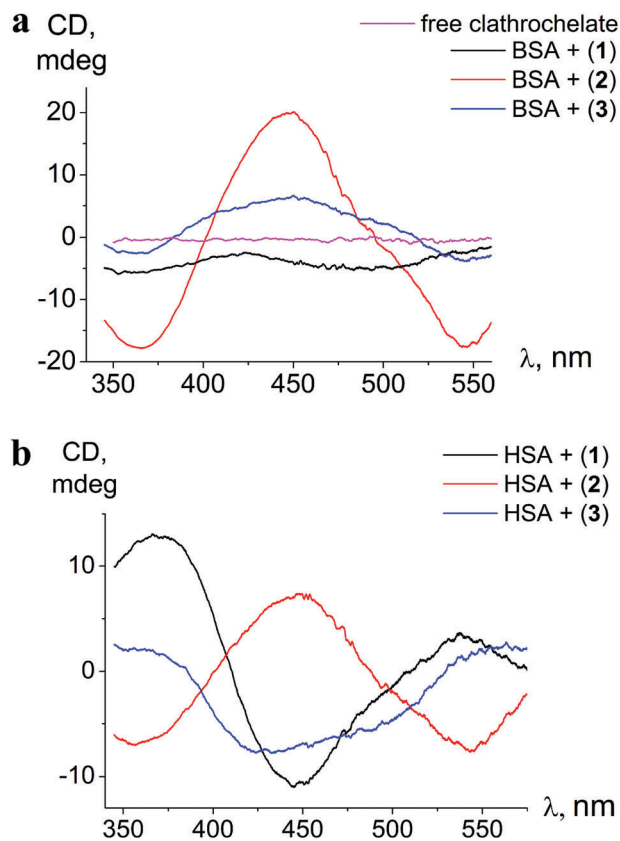 a
CD,
mdeg
free clathrochelate
BSA + (1)
BSA + (2)
BSA + (3)
20
10
0
-10
-20
350 400 450 500 550
λ, nm
b
CD,
mdeg
HSA + (1)
HSA + (2)
HSA + (3)
10
0
-10
350 400 450 500 550
λ, nm